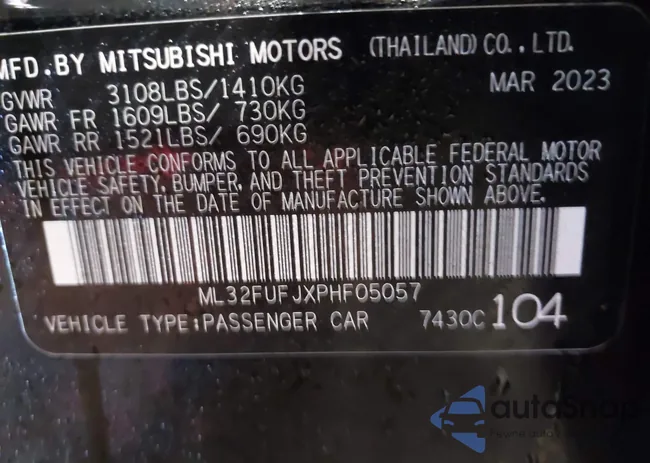 MFD. BY MITSUBISHI MOTORS (THAILAND) CO., LTD.
GVWR 3108LBS/1410KG MAR 2023
GAWR FR 1609LBS/ 730KG
GAWR RR 1521LBS/ 690KG
THIS VEHICLE CONFORMS TO ALL APPLICABLE FEDERAL MOTOR
VEHICLE SAFETY, BUMPER, AND THEFT PREVENTION STANDARDS
IN EFFECT ON THE DATE OF MANUFACTURE SHOWN ABOVE.
ML32FUFJXPHF05057
VEHICLE TYPE:PASSENGER CAR 7430C 104
autoSnap